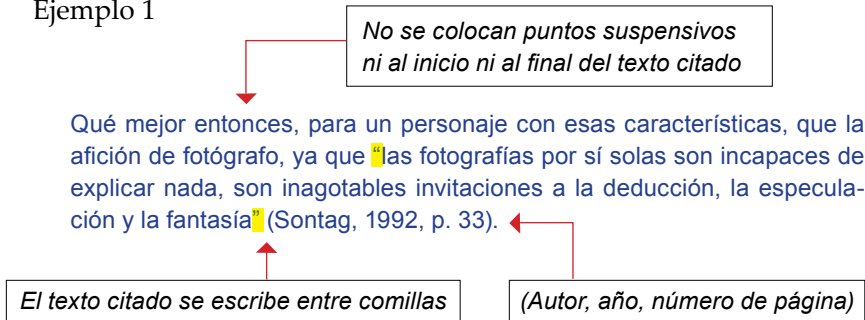 Ejemplo 1
No se colocan puntos suspensivos
ni al inicio ni al final del texto citado
Qué mejor entonces, para un personaje con esas características, que la
afición de fotógrafo, ya que “las fotografías por sí solas son incapaces de
explicar nada, son inagotables invitaciones a la deducción, la especula-
ción y la fantasía” (Sontag, 1992, p. 33).
El texto citado se escribe entre comillas
(Autor, año, número de página)